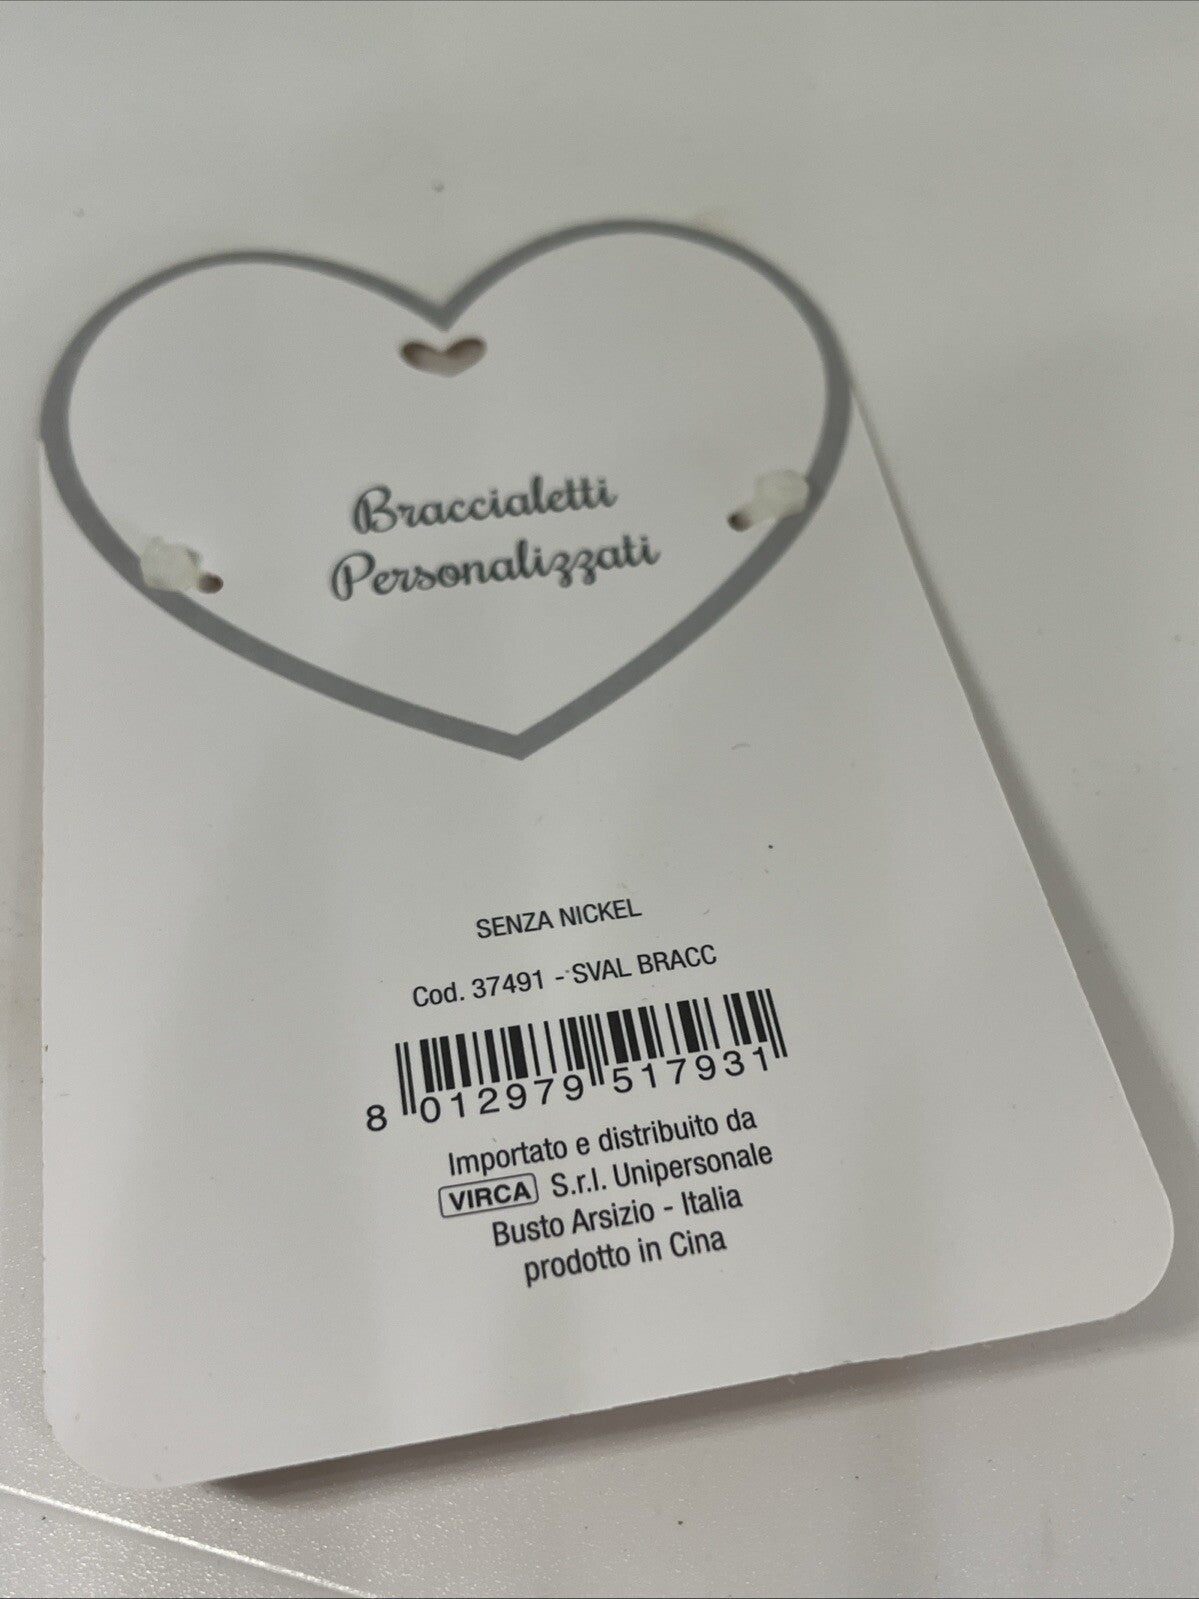 Braccialetti
Personalizzati
SENZA NICKEL
Cod. 37491 - SVAL BRACC
8 012979 517931
Importato e distribuito da
VIRCA S.r.l. Unipersonale
Busto Arsizio - Italia
prodotto in Cina